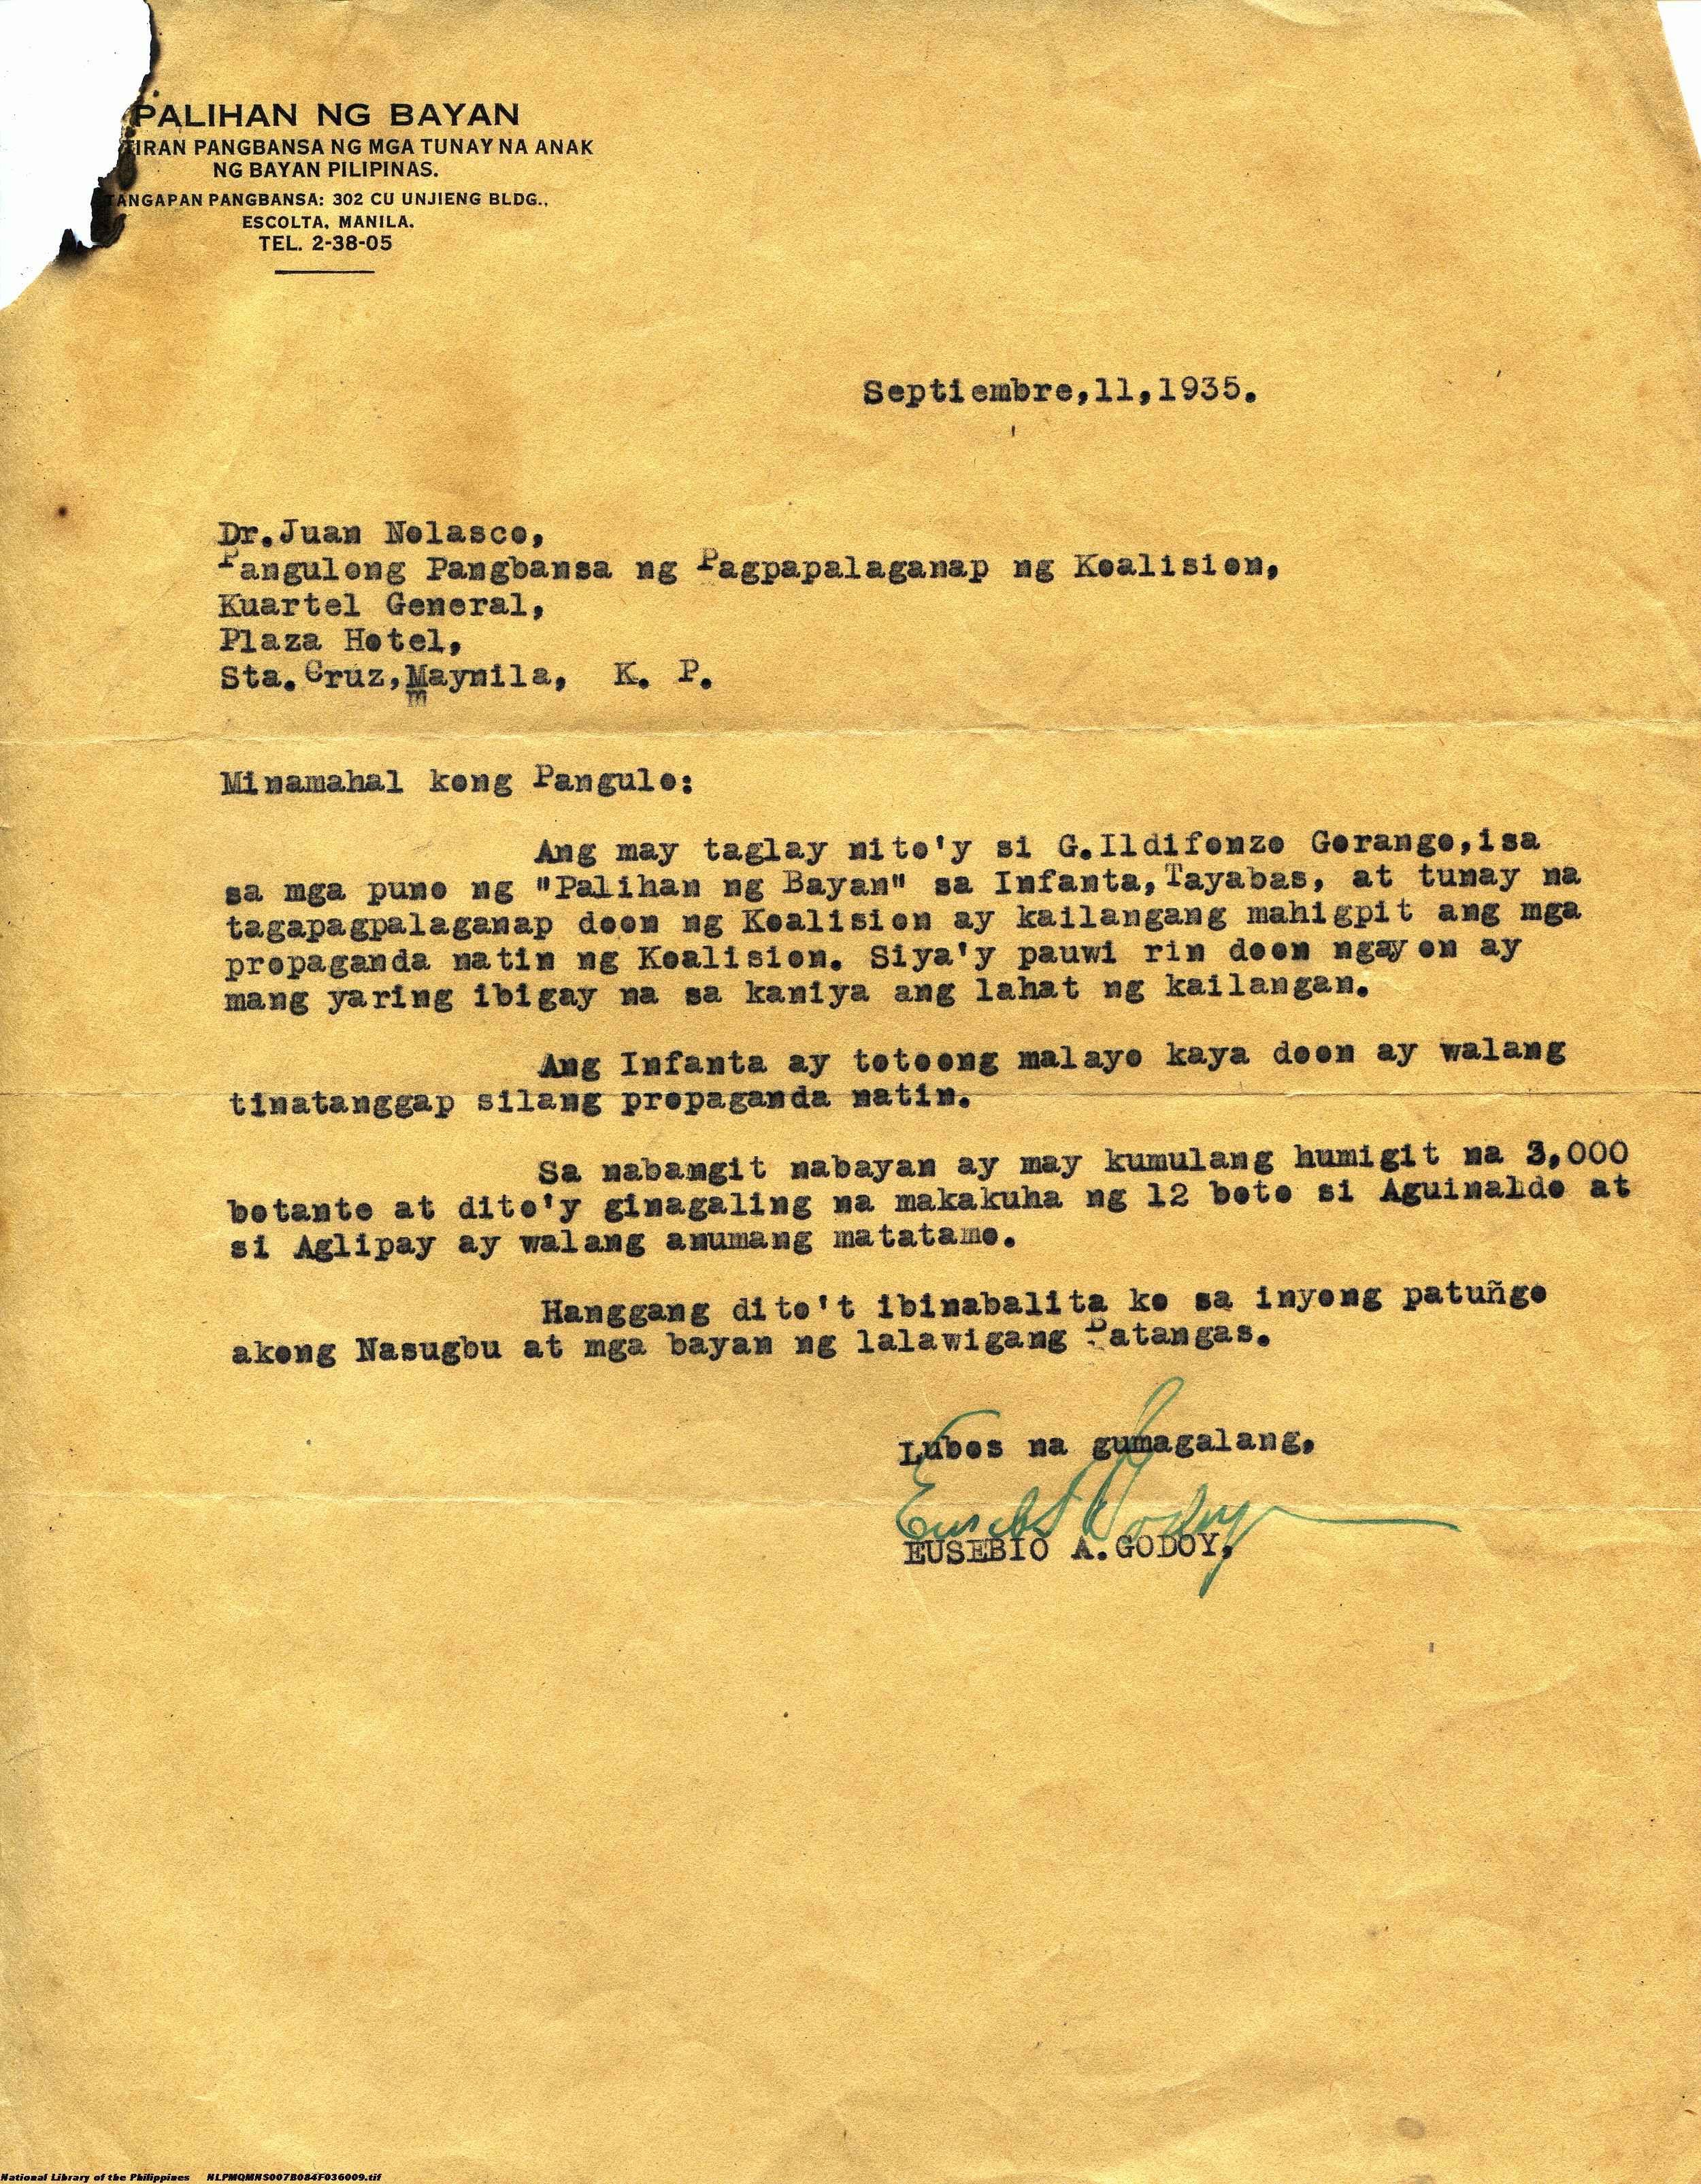 PALIHAN NG BAYAN
TIRAN PANGBANSA NG MGA TUNAY NA ANAK
NG BAYAN PILIPINAS.
TANGAPAN PANGBANSA: 302 CU UNJIENG BLDG.,
ESCOLTA, MANILA.
TEL. 2-38-05
Septiembre,11,1935.
Dr.Juan Nolasco,
Pangulong Pangbansa ng Pagpapalaganap ng Koalision,
Kuartel General,
Plaza Hotel,
Sta.Cruz,Maynila, K. P.
Minamahal kong Pangulo:
Ang may taglay nito'y si G.Ildifonzo Gorango,isa
sa mga puno ng "Palihan ng Bayan" sa Infanta,Tayabas, at tunay na
tagapagpalaganap doon ng Koalision ay kailangang mahigpit ang mga
propaganda natin ng Koalision. Siya'y pauwi rin doon ngayon ay
mang yaring ibigay na sa kaniya ang lahat ng kailangan.
Ang Infanta ay totoong malayo kaya doon ay walang
tinatanggap silang propaganda natin.
Sa nabangit nabayan ay may kumulang humigit na 3,000
botante at dito'y ginagaling na makakuha ng 12 boto si Aguinaldo at
si Aglipay ay walang anumang matatamo.
Hanggang dito't ibinabalita ko sa inyong patuñgo
akong Nasugbu at mga bayan ng lalawigang Batangas.
Lubos na gumagalang,
Eusebio A. Godoy
EUSEBIO A.GODOY,
National Library of the Philippines NLPMQMNS007B084F036009.tif